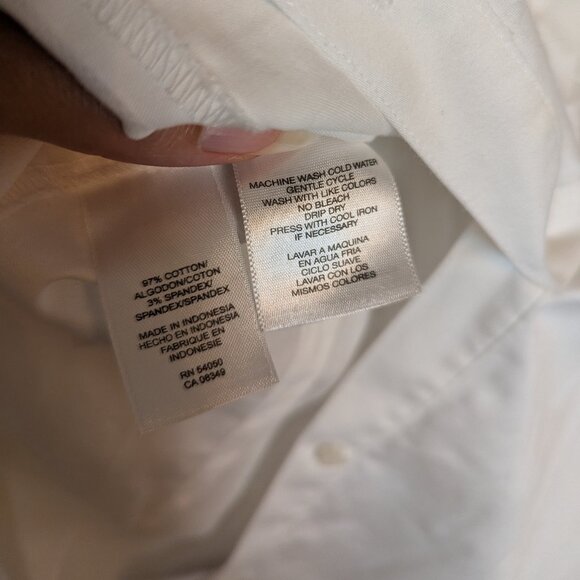 97% COTTON/
ALGODON/COTON
3% SPANDEX/
SPANDEX/SPANDEX
MADE IN INDONESIA
HECHO EN INDONESIA
FABRIQUE EN
INDONESIE
RN 54050
CA 08349
MACHINE WASH COLD WATER
GENTLE CYCLE
WASH WITH LIKE COLORS
NO BLEACH
DRIP DRY
PRESS WITH COOL IRON
IF NECESSARY
LAVAR A MAQUINA
EN AGUA FRIA
CICLO SUAVE
LAVAR CON LOS
MISMOS COLORES